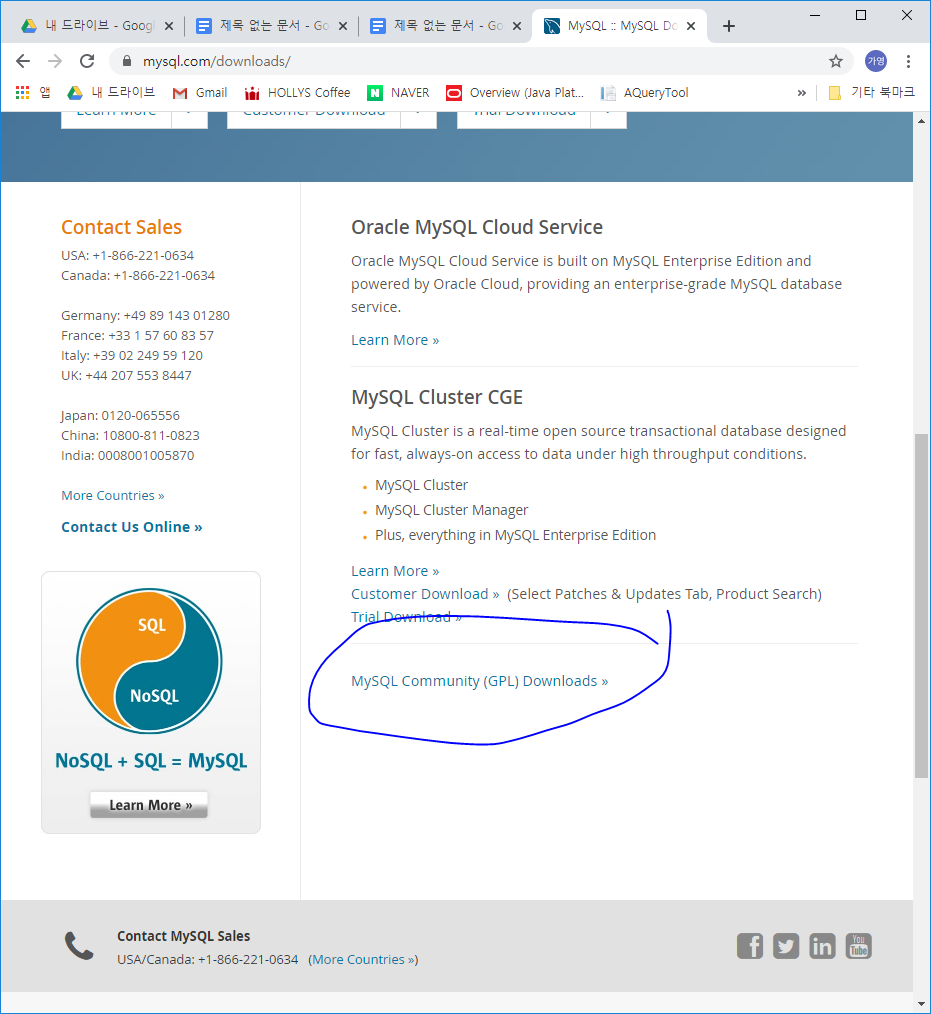 내 드라이브 - Googl
제목 없는 문서 - Go
제목 없는 문서 - Go
MySQL :: MySQL Do
mysql.com/downloads/
가영
앱
내 드라이브
Gmail
HOLLYS Coffee
NAVER
Overview (Java Plat...
AQueryTool
»
기타 북마크
Learn More
Customer Download
Trial Download
Contact Sales
USA: +1-866-221-0634
Canada: +1-866-221-0634
Germany: +49 89 143 01280
France: +33 1 57 60 83 57
Italy: +39 02 249 59 120
UK: +44 207 553 8447
Japan: 0120-065556
China: 10800-811-0823
India: 0008001005870
More Countries »
Contact Us Online »
SQL
NoSQL
NoSQL + SQL = MySQL
Learn More »
Oracle MySQL Cloud Service
Oracle MySQL Cloud Service is built on MySQL Enterprise Edition and
powered by Oracle Cloud, providing an enterprise-grade MySQL database
service.
Learn More »
MySQL Cluster CGE
MySQL Cluster is a real-time open source transactional database designed
for fast, always-on access to data under high throughput conditions.
MySQL Cluster
MySQL Cluster Manager
Plus, everything in MySQL Enterprise Edition
Learn More »
Customer Download » (Select Patches & Updates Tab, Product Search)
Trial Download »
MySQL Community (GPL) Downloads »
Contact MySQL Sales
USA/Canada: +1-866-221-0634 (More Countries »)
You
Tube